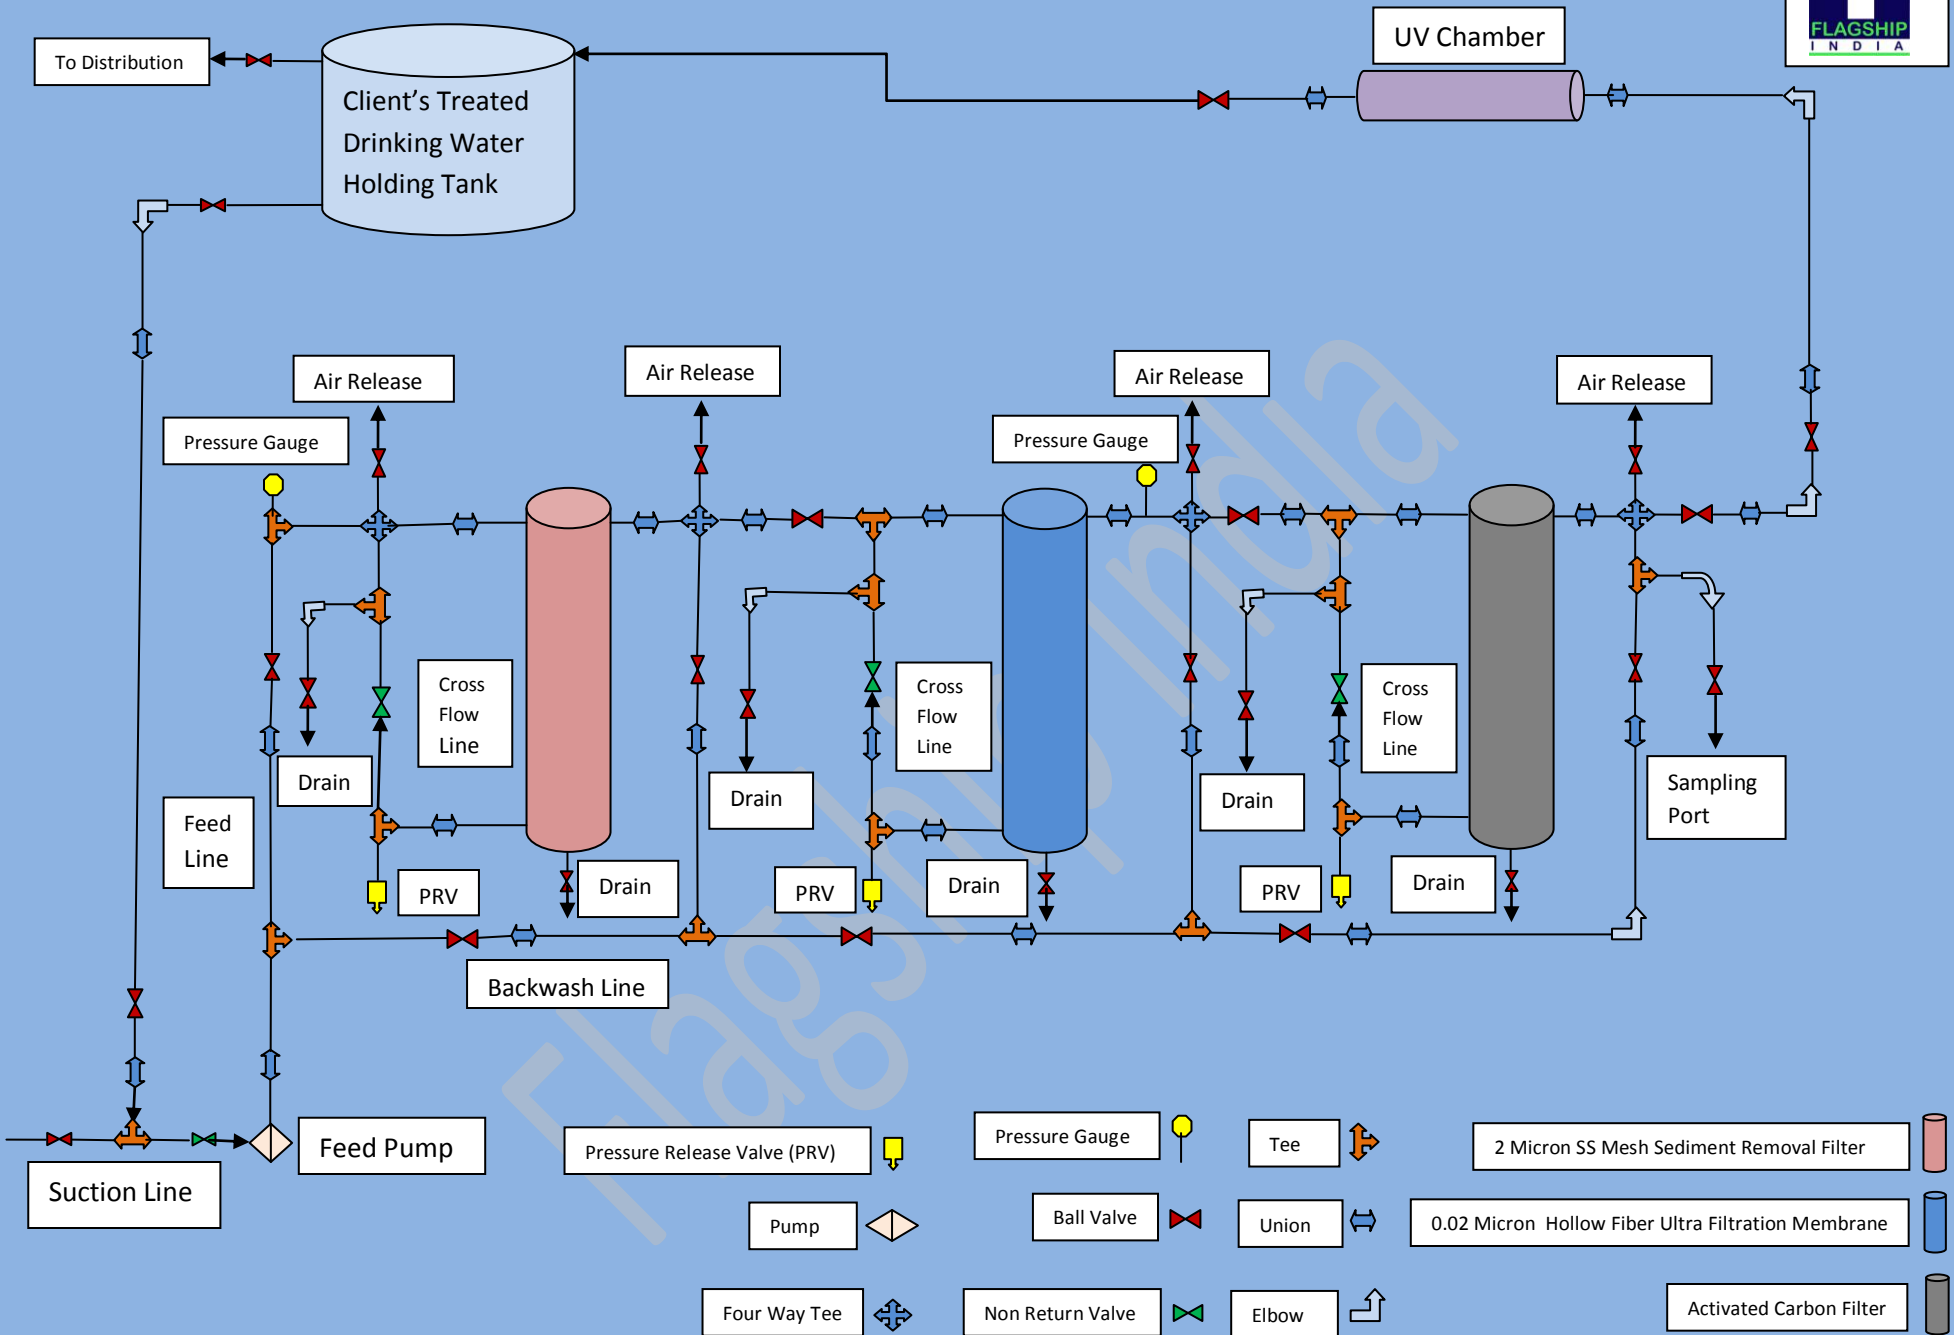 FLAGSHIP
INDIA
UV Chamber
To Distribution
Client's Treated
Drinking Water
Holding Tank
Air Release
Air Release
Air Release
Air Release
Pressure Gauge
Pressure Gauge
Cross
Flow
Line
Cross
Flow
Line
Cross
Flow
Line
Drain
Drain
Drain
Sampling
Port
Feed
Line
PRV
Drain
PRV
Drain
PRV
Drain
Backwash Line
Flagship India
Feed Pump
Suction Line
Pressure Release Valve (PRV)
Pressure Gauge
Tee
2 Micron SS Mesh Sediment Removal Filter
Pump
Ball Valve
Union
0.02 Micron Hollow Fiber Ultra Filtration Membrane
Four Way Tee
Non Return Valve
Elbow
Activated Carbon Filter